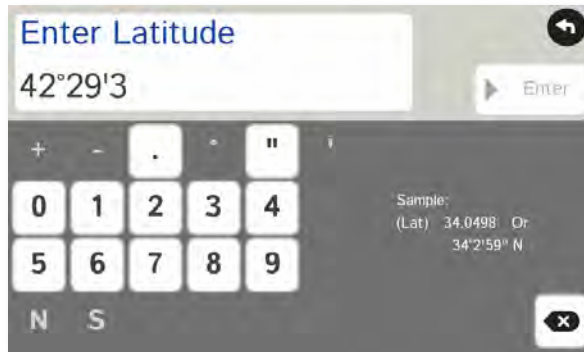 Enter Latitude
42°29'3
Enter
+ - . ° " '
0 1 2 3 4
5 6 7 8 9
N S
Sample:
(Lat) 34.0498 Or
34°2'59" N